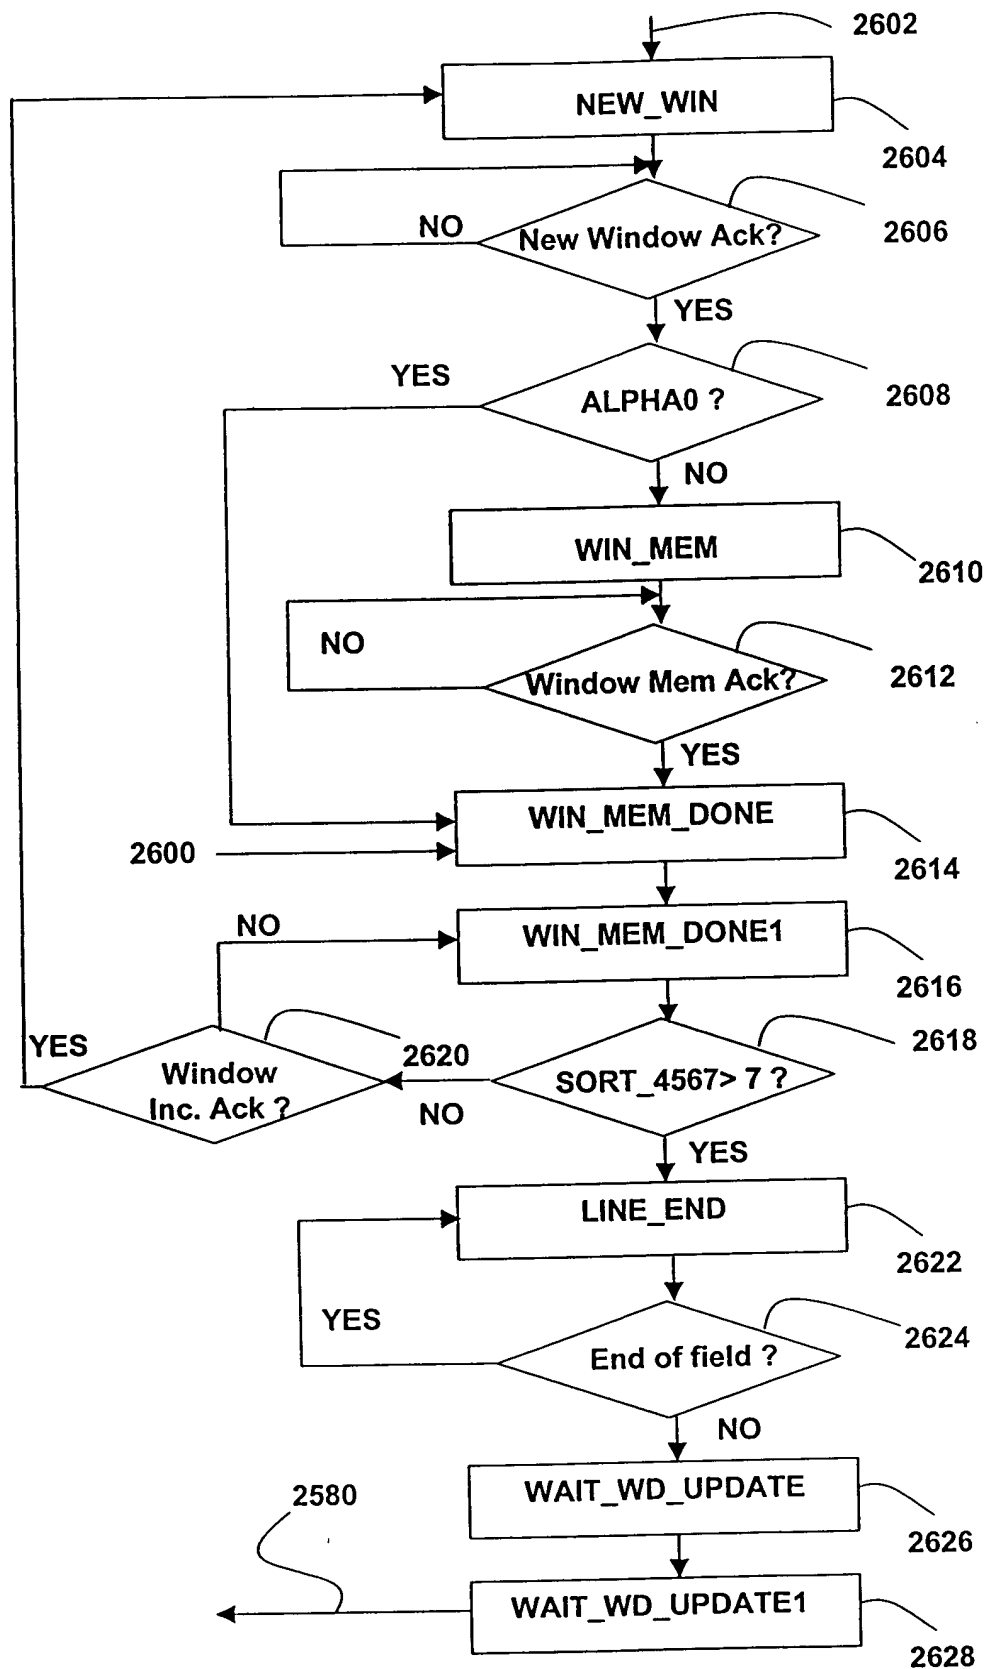 2602
NEW_WIN
2604
NO
New Window Ack?
2606
YES
YES
ALPHA0 ?
2608
NO
WIN_MEM
2610
NO
Window Mem Ack?
2612
YES
WIN_MEM_DONE
2600
2614
NO
WIN_MEM_DONE1
2616
YES
Window
Inc. Ack ?
2620
NO
SORT_4567> 7 ?
2618
YES
LINE_END
2622
YES
End of field ?
2624
NO
WAIT_WD_UPDATE
2626
2580
WAIT_WD_UPDATE1
2628